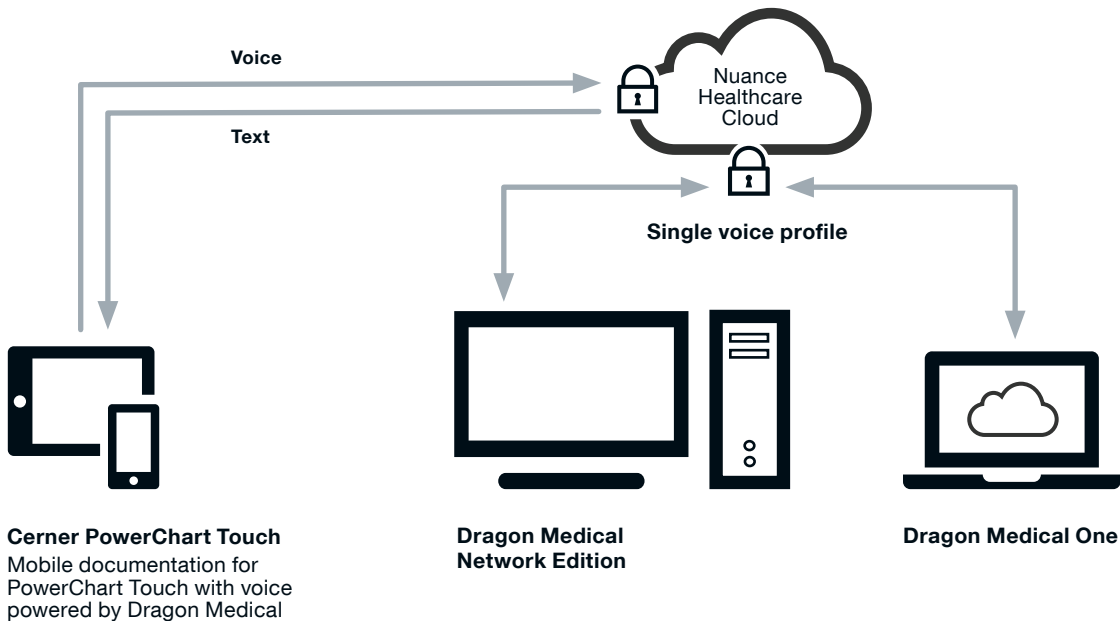 Voice
Text
Nuance
Healthcare
Cloud
Single voice profile
Cerner PowerChart Touch
Mobile documentation for
PowerChart Touch with voice
powered by Dragon Medical
Dragon Medical
Network Edition
Dragon Medical One